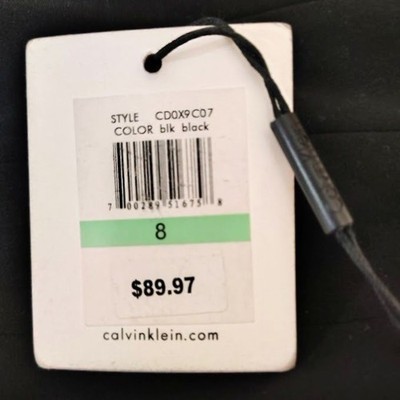 STYLE CD0X9C07
COLOR blk black
7 00289 51675 8
8
$89.97
calvinklein.com